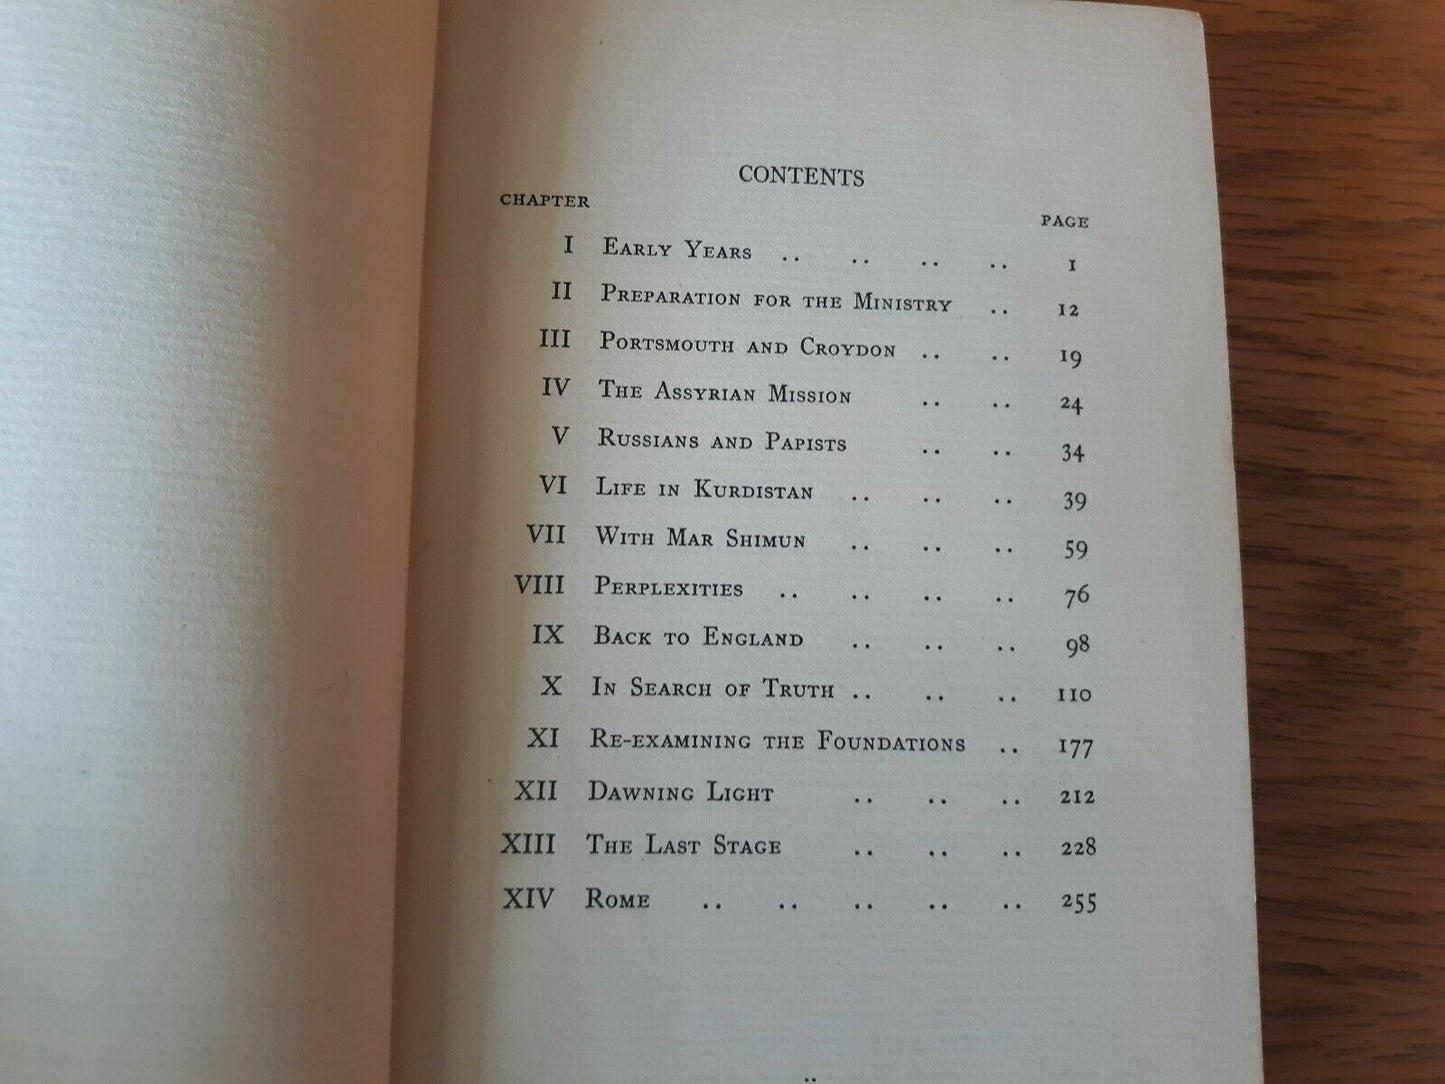 CONTENTS
CHAPTER PAGE
I EARLY YEARS .. .. .. .. 1
II PREPARATION FOR THE MINISTRY .. 12
III PORTSMOUTH AND CROYDON .. .. 19
IV THE ASSYRIAN MISSION .. .. 24
V RUSSIANS AND PAPISTS .. .. 34
VI LIFE IN KURDISTAN .. .. .. 39
VII WITH MAR SHIMUN .. .. .. 59
VIII PERPLEXITIES .. .. .. .. 76
IX BACK TO ENGLAND .. .. .. 98
X IN SEARCH OF TRUTH .. .. .. 110
XI RE-EXAMINING THE FOUNDATIONS .. 177
XII DAWNING LIGHT .. .. .. 212
XIII THE LAST STAGE .. .. .. 228
XIV ROME .. .. .. .. .. 255